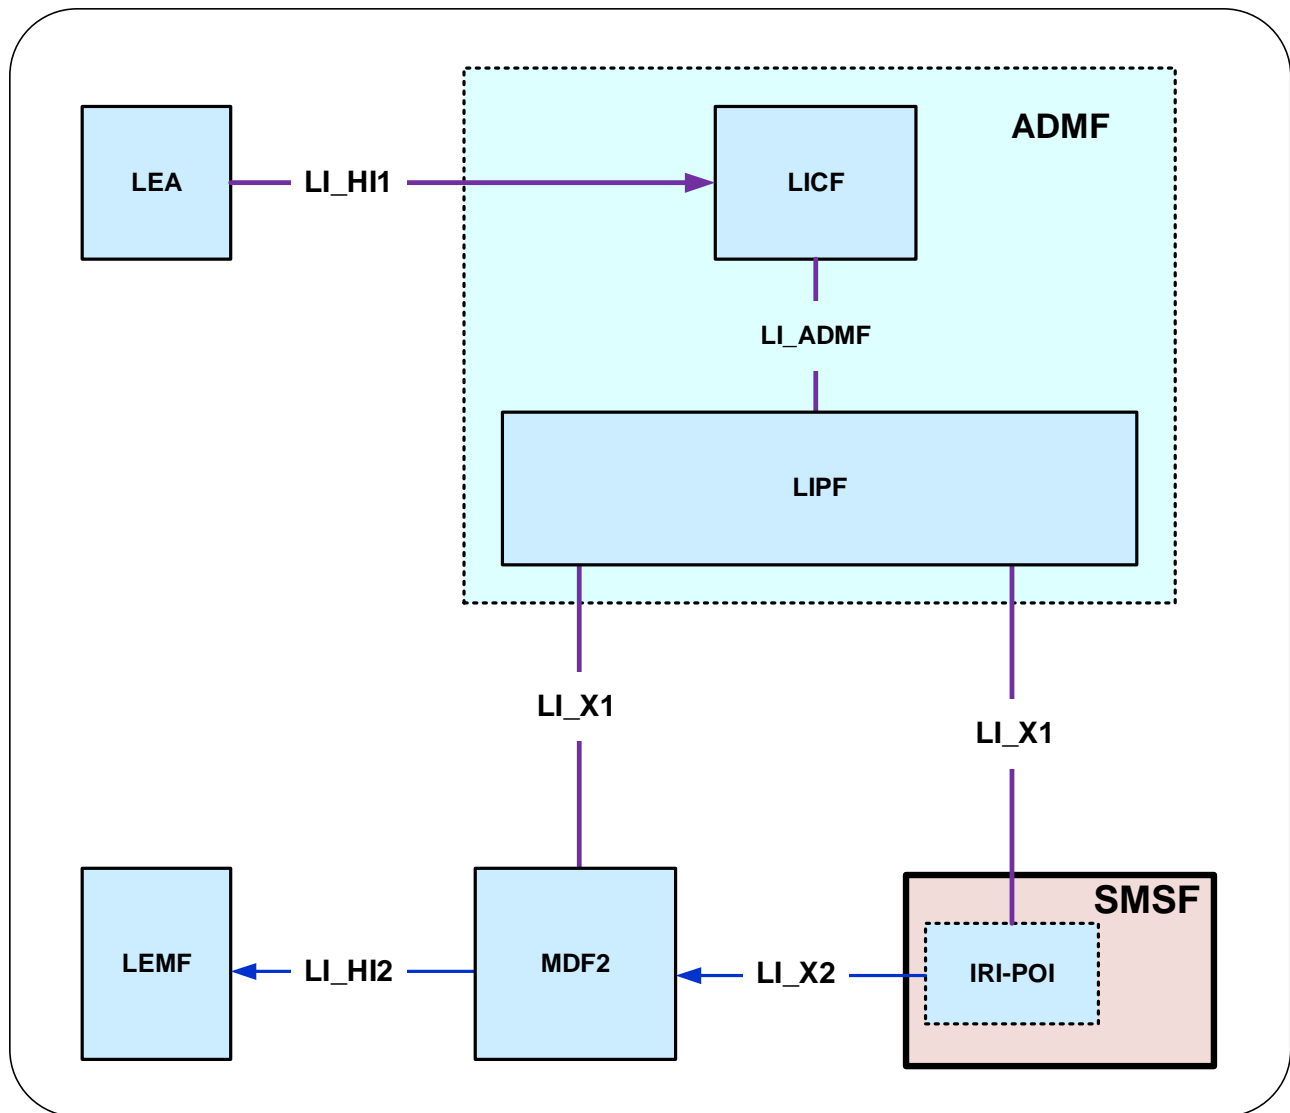 ADMF
LEA
LI_HI1
LICF
LI_ADMF
LIPF
LI_X1
LI_X1
SMSF
LEMF
LI_HI2
MDF2
LI_X2
IRI-POI